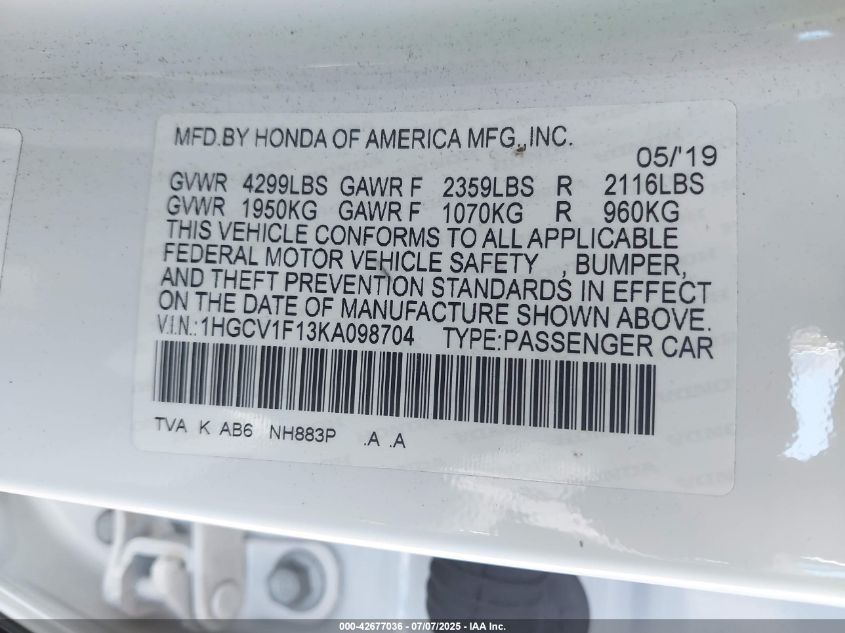 MFD.BY HONDA OF AMERICA MFG.,INC.
05/'19
GVWR 4299LBS GAWR F 2359LBS R 2116LBS
GVWR 1950KG GAWR F 1070KG R 960KG
THIS VEHICLE CONFORMS TO ALL APPLICABLE
FEDERAL MOTOR VEHICLE SAFETY , BUMPER,
AND THEFT PREVENTION STANDARDS IN EFFECT
ON THE DATE OF MANUFACTURE SHOWN ABOVE.
V.I.N.:1HGCV1F13KA098704 TYPE:PASSENGER CAR
TVA K AB6 NH883P .A .A
000-42677036 - 07/07/2025 - IAA Inc.